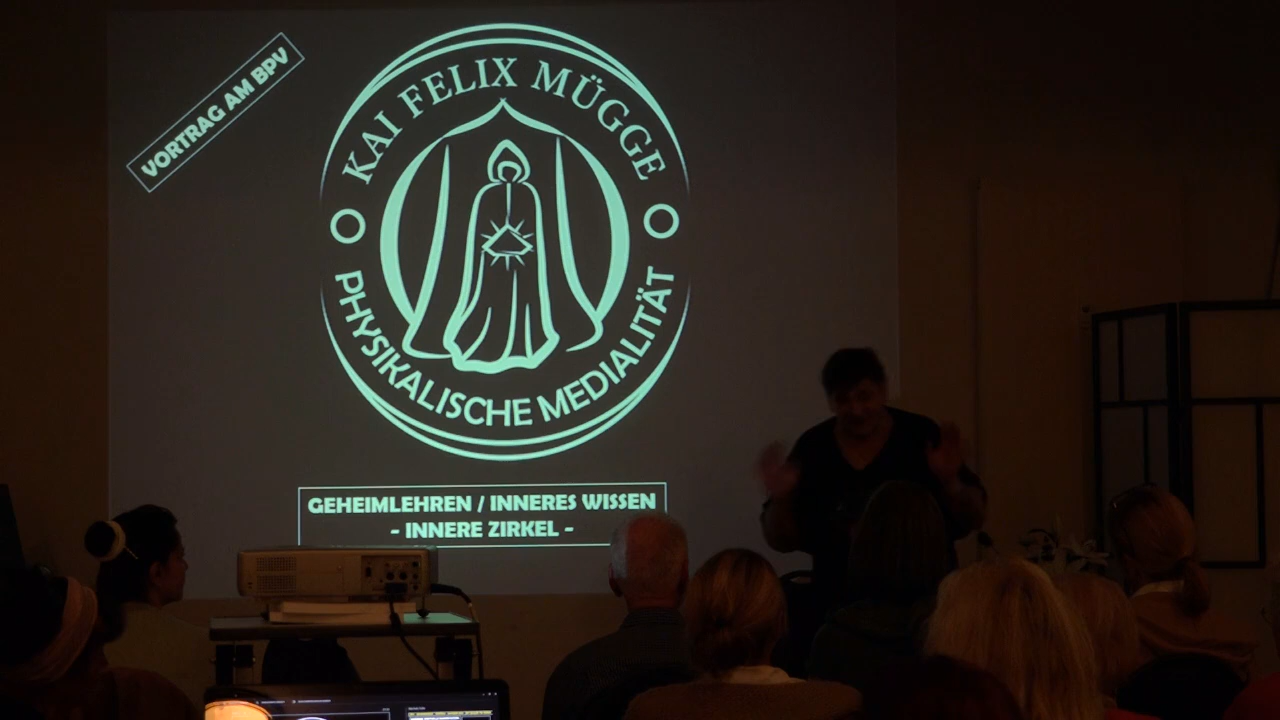 VORTRAG AM BPV
KAI FELIX MÜGGE
PHYSIKALISCHE MEDIALITÄT
GEHEIMLEHREN / INNERES WISSEN
- INNERE ZIRKEL -